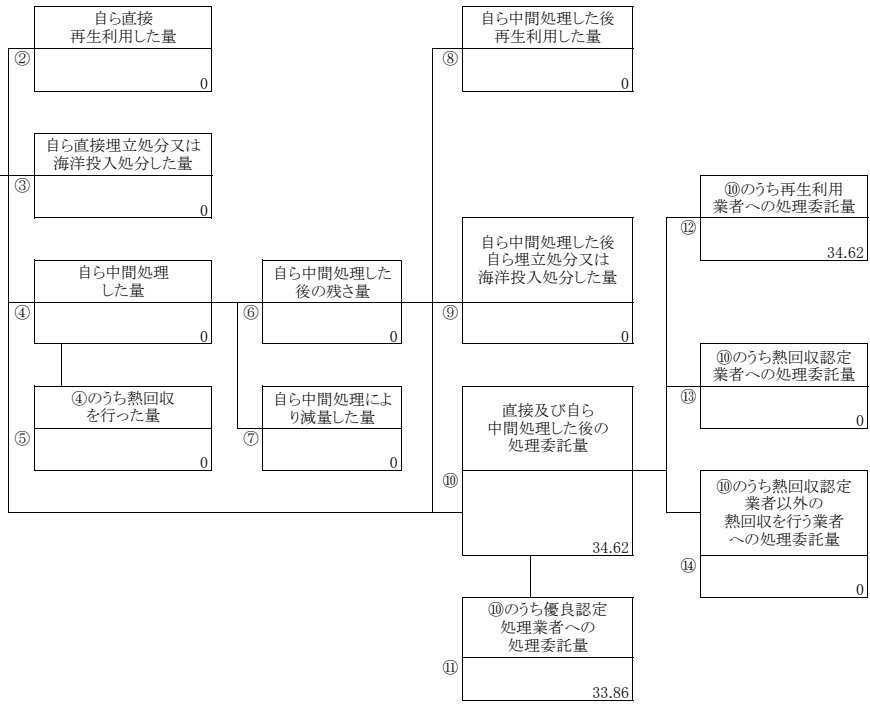 自ら直接
再生利用した量
②
0
自ら直接埋立処分又は
海洋投入処分した量
③
0
自ら中間処理
した量
④
0
④のうち熱回収
を行った量
⑤
0
自ら中間処理した
後の残さ量
⑥
0
自ら中間処理によ
り減量した量
⑦
0
自ら中間処理した後
再生利用した量
⑧
0
自ら中間処理した後
自ら埋立処分又は
海洋投入処分した量
⑨
0
直接及び自ら
中間処理した後の
処理委託量
⑩
34.62
⑩のうち優良認定
処理業者への
処理委託量
⑪
33.86
⑩のうち再生利用
業者への処理委託量
⑫
34.62
⑩のうち熱回収認定
業者への処理委託量
⑬
0
⑩のうち熱回収認定
業者以外の
熱回収を行う業者
への処理委託量
⑭
0